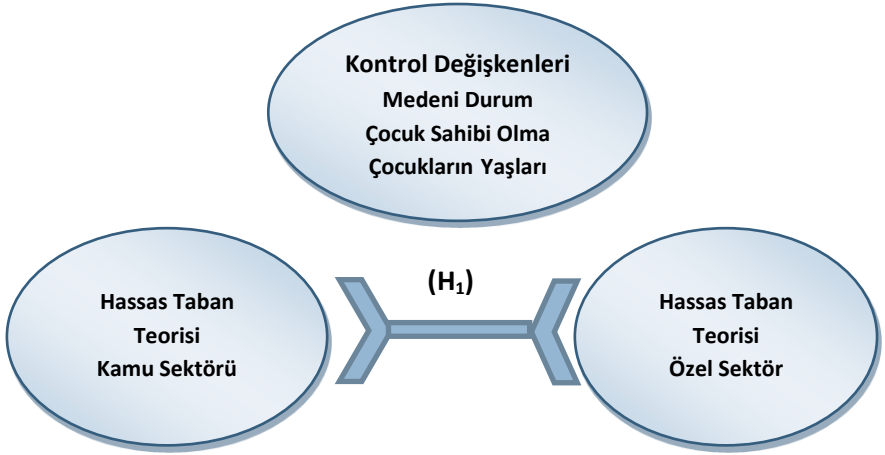 Kontrol Değişkenleri
Medeni Durum
Çocuk Sahibi Olma
Çocukların Yaşları
(H₁)
Hassas Taban
Teorisi
Kamu Sektörü
Hassas Taban
Teorisi
Özel Sektör